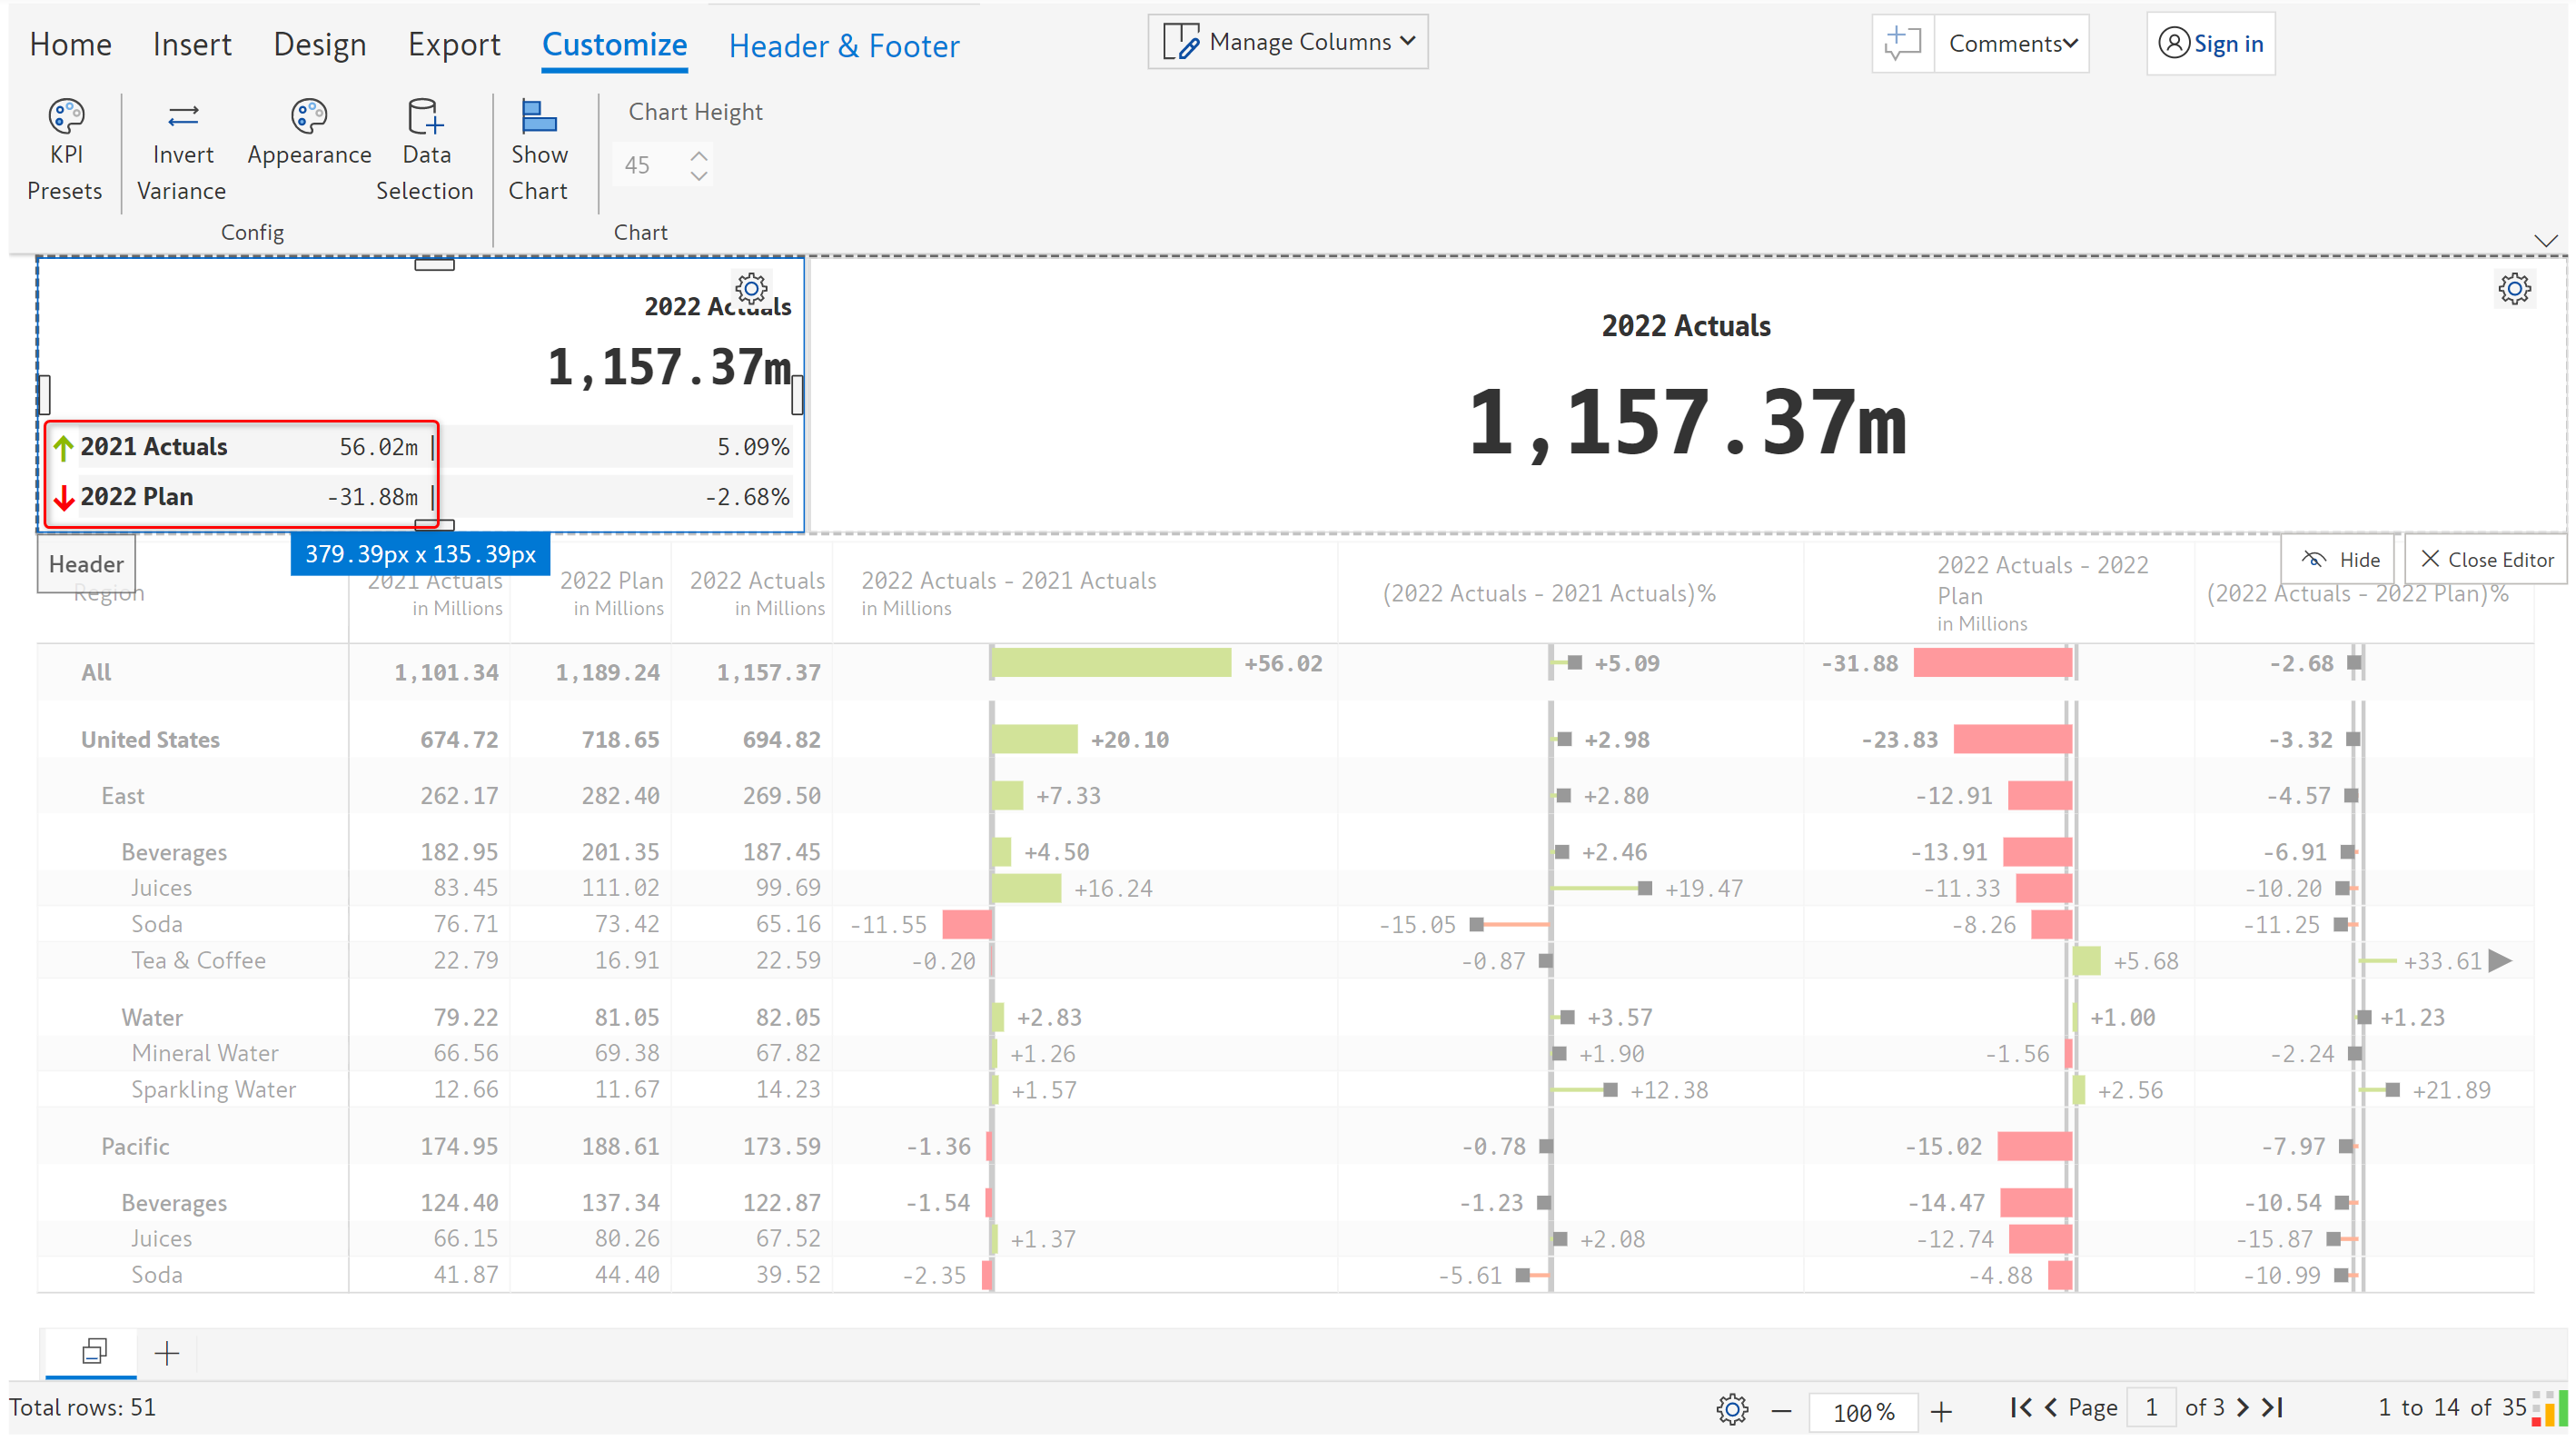 Home Insert Design Export Customize Header & Footer Manage Columns Comments Sign in
KPI Presets
Invert Variance
Appearance
Data Selection
Show Chart
Chart Height
45
Config
Chart
2022 Actuals
1,157.37m
2021 Actuals 56.02m | 5.09%
2022 Plan -31.88m | -2.68%
2022 Actuals
1,157.37m
Header
379.39px x 135.39px
Hide
Close Editor
Region
2021 Actuals
in Millions
2022 Plan
in Millions
2022 Actuals
in Millions
2022 Actuals - 2021 Actuals
in Millions
(2022 Actuals - 2021 Actuals)%
2022 Actuals - 2022
Plan
in Millions
(2022 Actuals - 2022 Plan)%
All 1,101.34 1,189.24 1,157.37 +56.02 +5.09 -31.88 -2.68
United States 674.72 718.65 694.82 +20.10 +2.98 -23.83 -3.32
East 262.17 282.40 269.50 +7.33 +2.80 -12.91 -4.57
Beverages 182.95 201.35 187.45 +4.50 +2.46 -13.91 -6.91
Juices 83.45 111.02 99.69 +16.24 +19.47 -11.33 -10.20
Soda 76.71 73.42 65.16 -11.55 -15.05 -8.26 -11.25
Tea & Coffee 22.79 16.91 22.59 -0.20 -0.87 +5.68 +33.61
Water 79.22 81.05 82.05 +2.83 +3.57 +1.00 +1.23
Mineral Water 66.56 69.38 67.82 +1.26 +1.90 -1.56 -2.24
Sparkling Water 12.66 11.67 14.23 +1.57 +12.38 +2.56 +21.89
Pacific 174.95 188.61 173.59 -1.36 -0.78 -15.02 -7.97
Beverages 124.40 137.34 122.87 -1.54 -1.23 -14.47 -10.54
Juices 66.15 80.26 67.52 +1.37 +2.08 -12.74 -15.87
Soda 41.87 44.40 39.52 -2.35 -5.61 -4.88 -10.99
Total rows: 51 100% Page 1 of 3 1 to 14 of 35